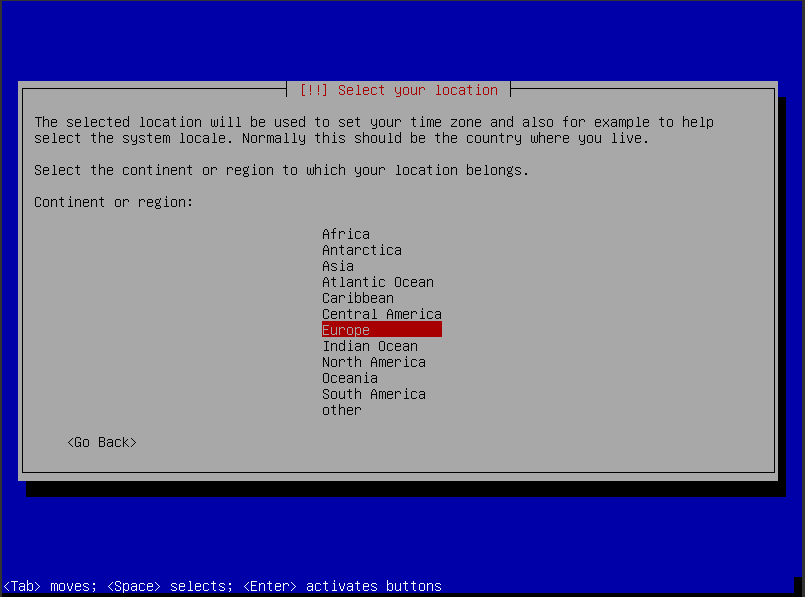 [!!] Select your location
The selected location will be used to set your time zone and also for example to help
select the system locale. Normally this should be the country where you live.
Select the continent or region to which your location belongs.
Continent or region:
Africa
Antarctica
Asia
Atlantic Ocean
Caribbean
Central America
Europe
Indian Ocean
North America
Oceania
South America
other
<Go Back>
<Tab> moves; <Space> selects; <Enter> activates buttons